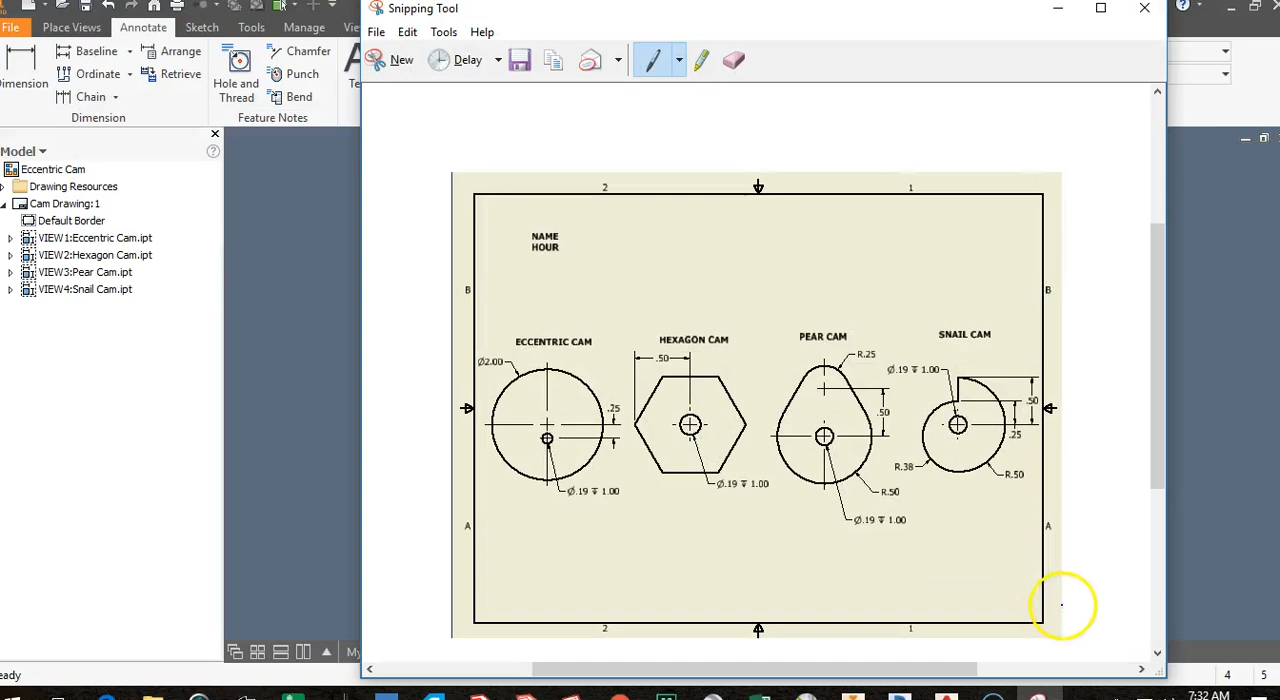 Snipping Tool
File Edit Tools Help
New Delay
File Place Views Annotate Sketch Tools Manage
Baseline Arrange Chamfer
Ordinate Retrieve Punch
Dimension Hole and Thread
Chain Bend
Dimension Feature Notes
Model
Eccentric Cam
Drawing Resources
Cam Drawing:1
Default Border
VIEW1:Eccentric Cam.ipt
VIEW2:Hexagon Cam.ipt
VIEW3:Pear Cam.ipt
VIEW4:Snail Cam.ipt
2 1
NAME
HOUR
B B
ECCENTRIC CAM HEXAGON CAM PEAR CAM SNAIL CAM
Ø2.00 .50 R.25 Ø.19 ↧ 1.00
.25 .50 .50
.25
R.38 R.50
Ø.19 ↧ 1.00 Ø.19 ↧ 1.00 R.50
Ø.19 ↧ 1.00
A A
2 1
4 5
7:32 AM